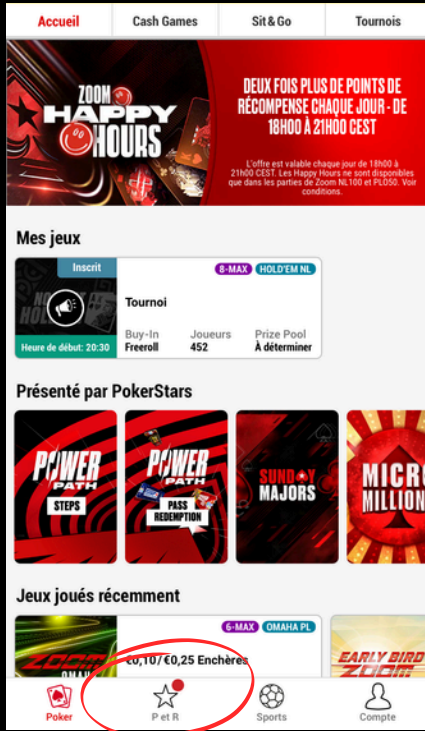 Accueil Cash Games Sit & Go Tournois
ZOOM
HAPPY
HOURS
DEUX FOIS PLUS DE POINTS DE
RÉCOMPENSE CHAQUE JOUR - DE
18H00 À 21H00 CEST
L'offre est valable chaque jour de 18h00 à
21h00 CEST. Les Happy Hours ne sont disponibles
que dans les parties de Zoom NL100 et PLO50. Voir
conditions.
Mes jeux
Inscrit
8-MAX HOLD'EM NL
Tournoi
Buy-In Joueurs Prize Pool
Freeroll 452 À déterminer
Heure de début: 20:30
Présenté par PokerStars
POWER
PATH
STEPS
POWER
PATH
PASS
REDEMPTION
SUNDAY
MAJORS
MICRO
MILLION
Jeux joués récemment
6-MAX OMAHA PL
ZOOM
OMAHA
€0,10/€0,25 Enchères
EARLY BIRD
ZOOM
Poker P et R Sports Compte